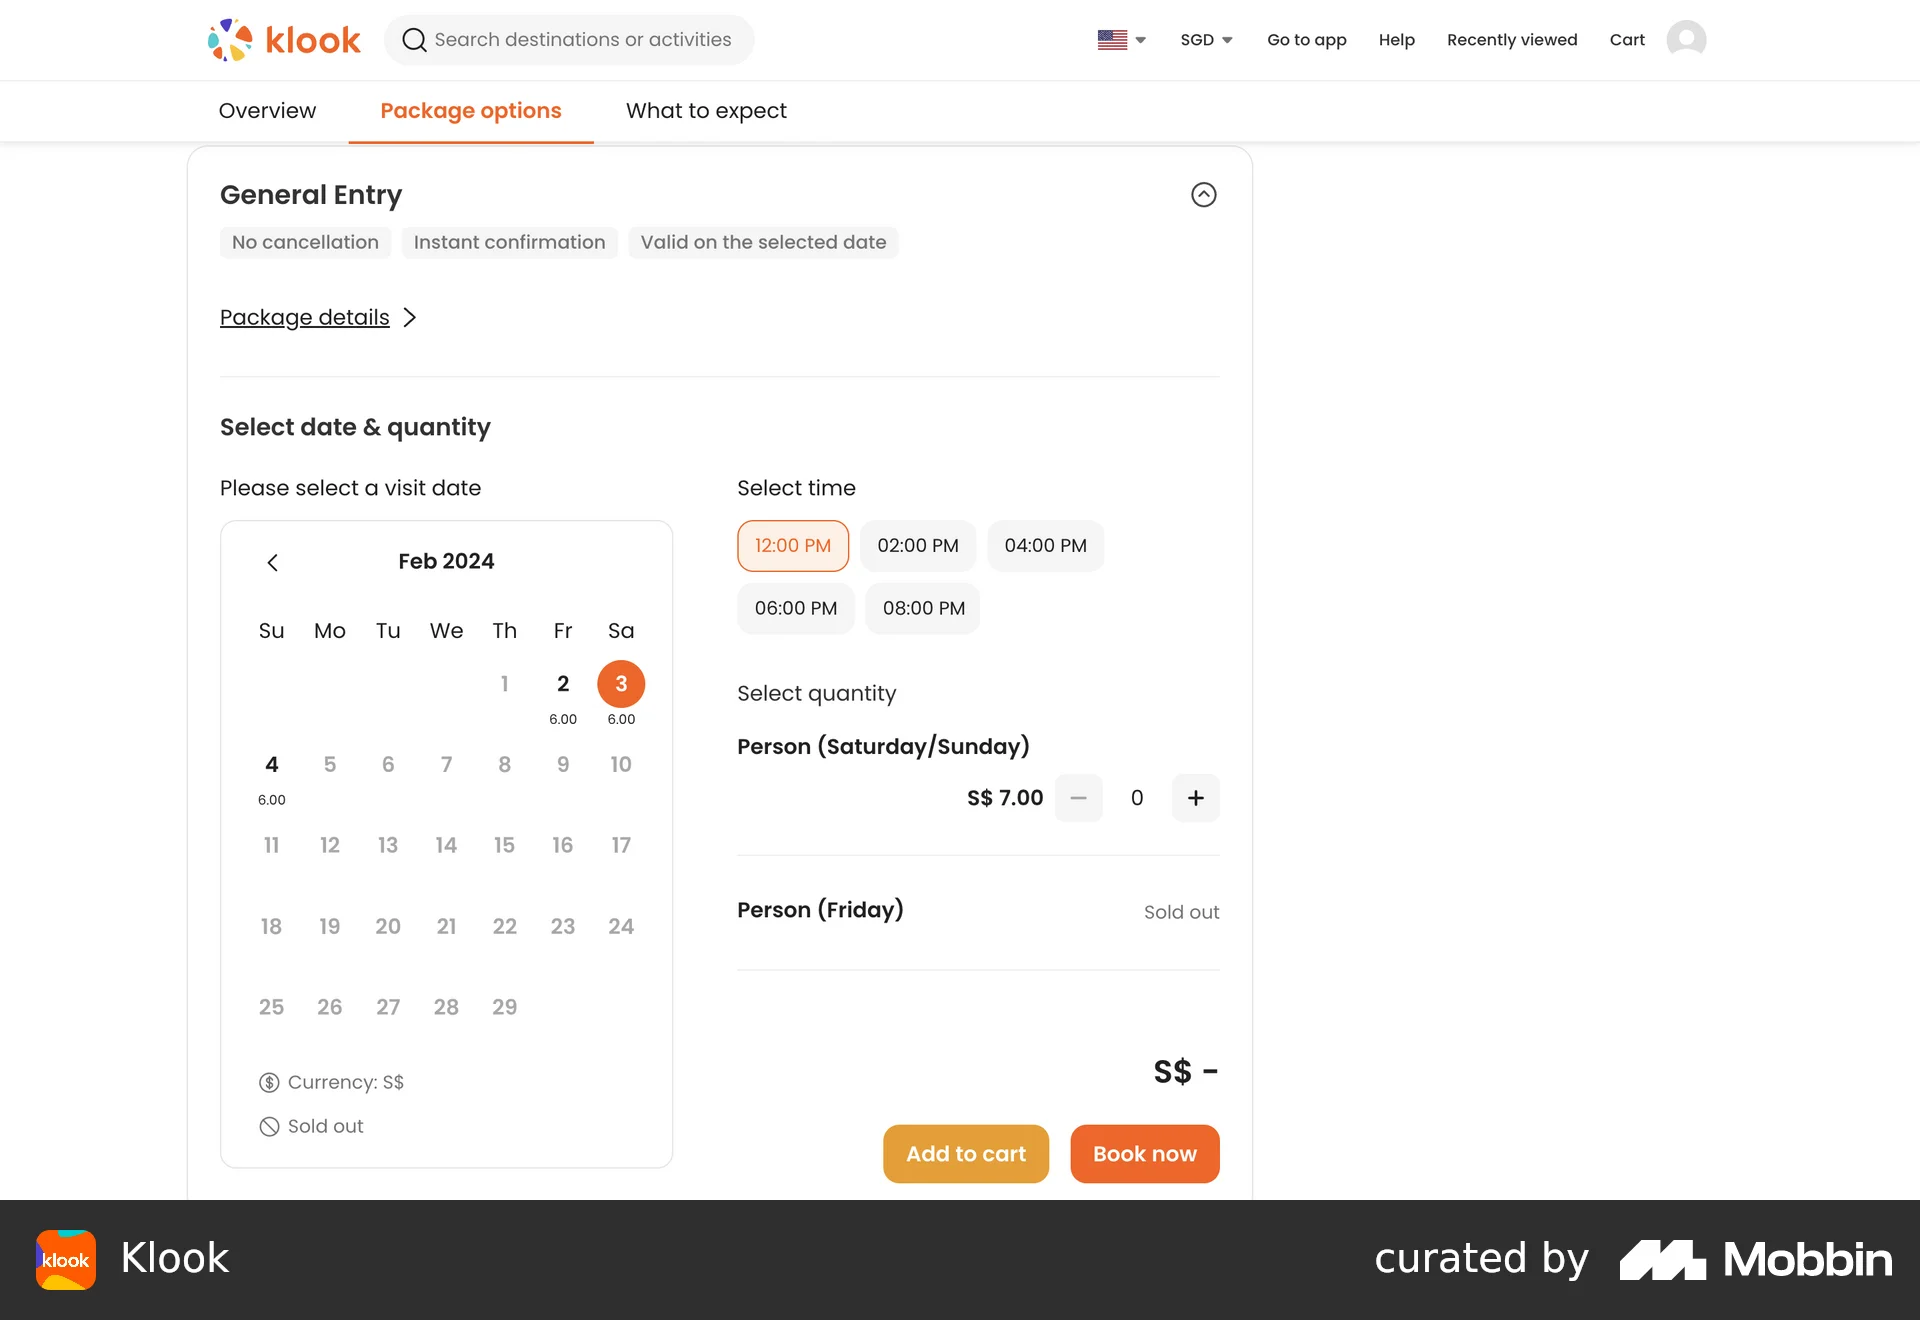 klook
Search destinations or activities
SGD
Go to app
Help
Recently viewed
Cart
Overview
Package options
What to expect
General Entry
No cancellation
Instant confirmation
Valid on the selected date
Package details
Select date & quantity
Please select a visit date
Feb 2024
Su Mo Tu We Th Fr Sa
1 2 3
6.00 6.00
4 5 6 7 8 9 10
6.00
11 12 13 14 15 16 17
18 19 20 21 22 23 24
25 26 27 28 29
Currency: S$
Sold out
Select time
12:00 PM 02:00 PM 04:00 PM
06:00 PM 08:00 PM
Select quantity
Person (Saturday/Sunday)
S$ 7.00 − 0 +
Person (Friday)
Sold out
S$ -
Add to cart
Book now
klook
Klook
curated by
Mobbin